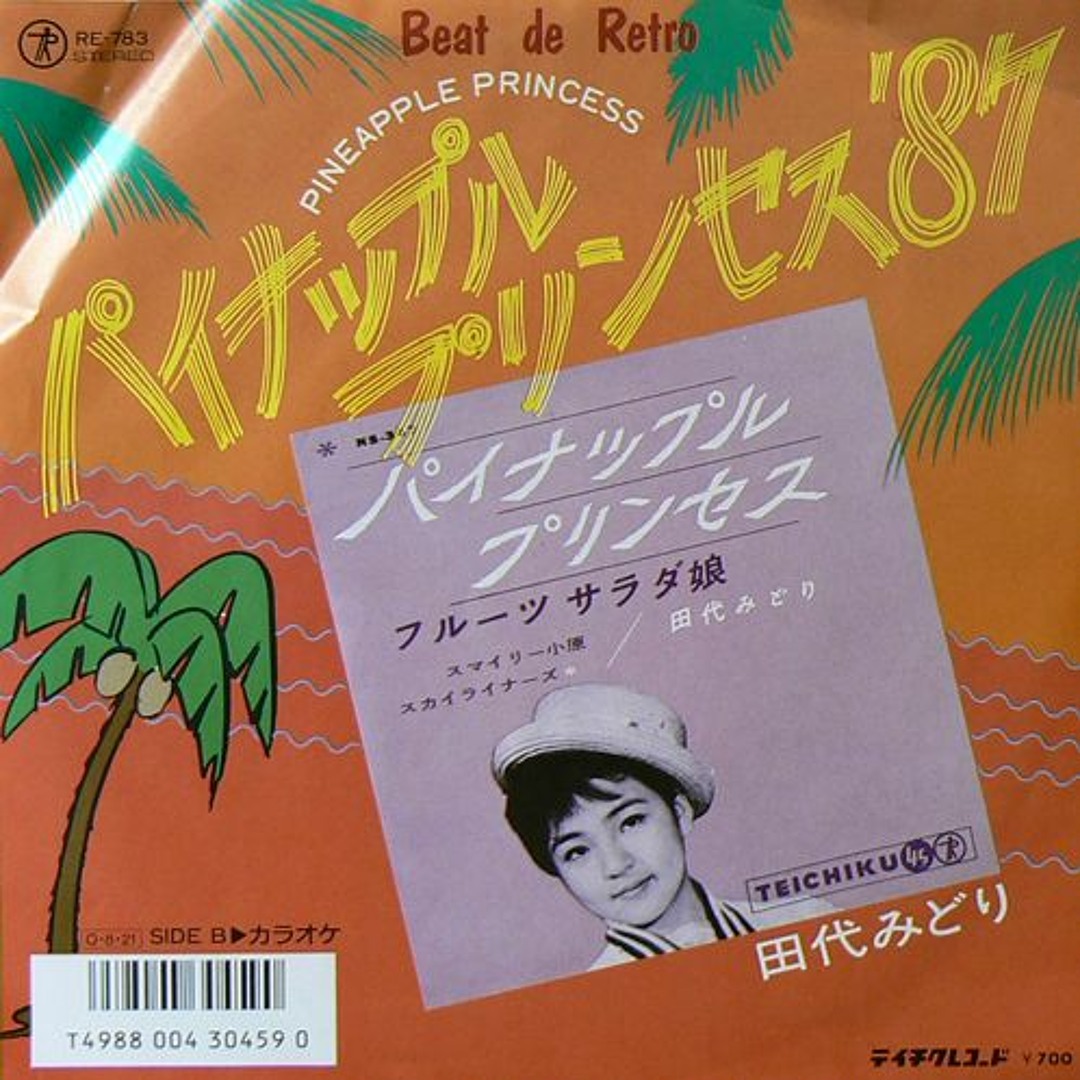 RE-783
STEREO
Beat de Retro
PINEAPPLE PRINCESS
パイナップル
プリーンセス'87
パイナップル
プリンセス
フルーツ サラダ娘
スマイリー小原
スカイライナーズ
田代みどり
TEICHIKU 45
田代みどり
O・8・21 SIDE B▶カラオケ
T4988 004 30459 0
テイチクレコード ¥700